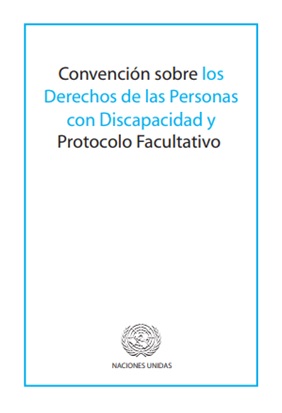 Convención sobre los
Derechos de las Personas
con Discapacidad y
Protocolo Facultativo
NACIONES UNIDAS